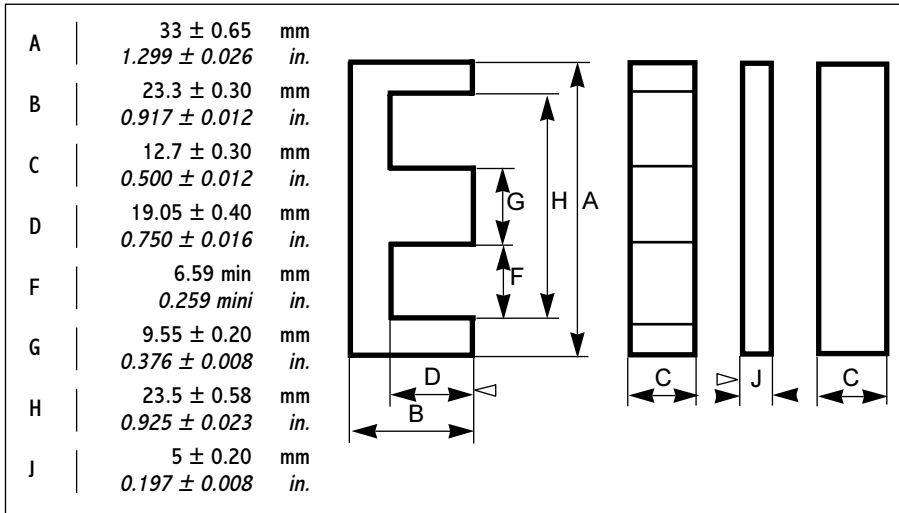 A 33 ± 0.65 mm
1.299 ± 0.026 in.
B 23.3 ± 0.30 mm
0.917 ± 0.012 in.
C 12.7 ± 0.30 mm
0.500 ± 0.012 in.
D 19.05 ± 0.40 mm
0.750 ± 0.016 in.
F 6.59 min mm
0.259 mini in.
G 9.55 ± 0.20 mm
0.376 ± 0.008 in.
H 23.5 ± 0.58 mm
0.925 ± 0.023 in.
J 5 ± 0.20 mm
0.197 ± 0.008 in.
G H A
F
D
B
C J C